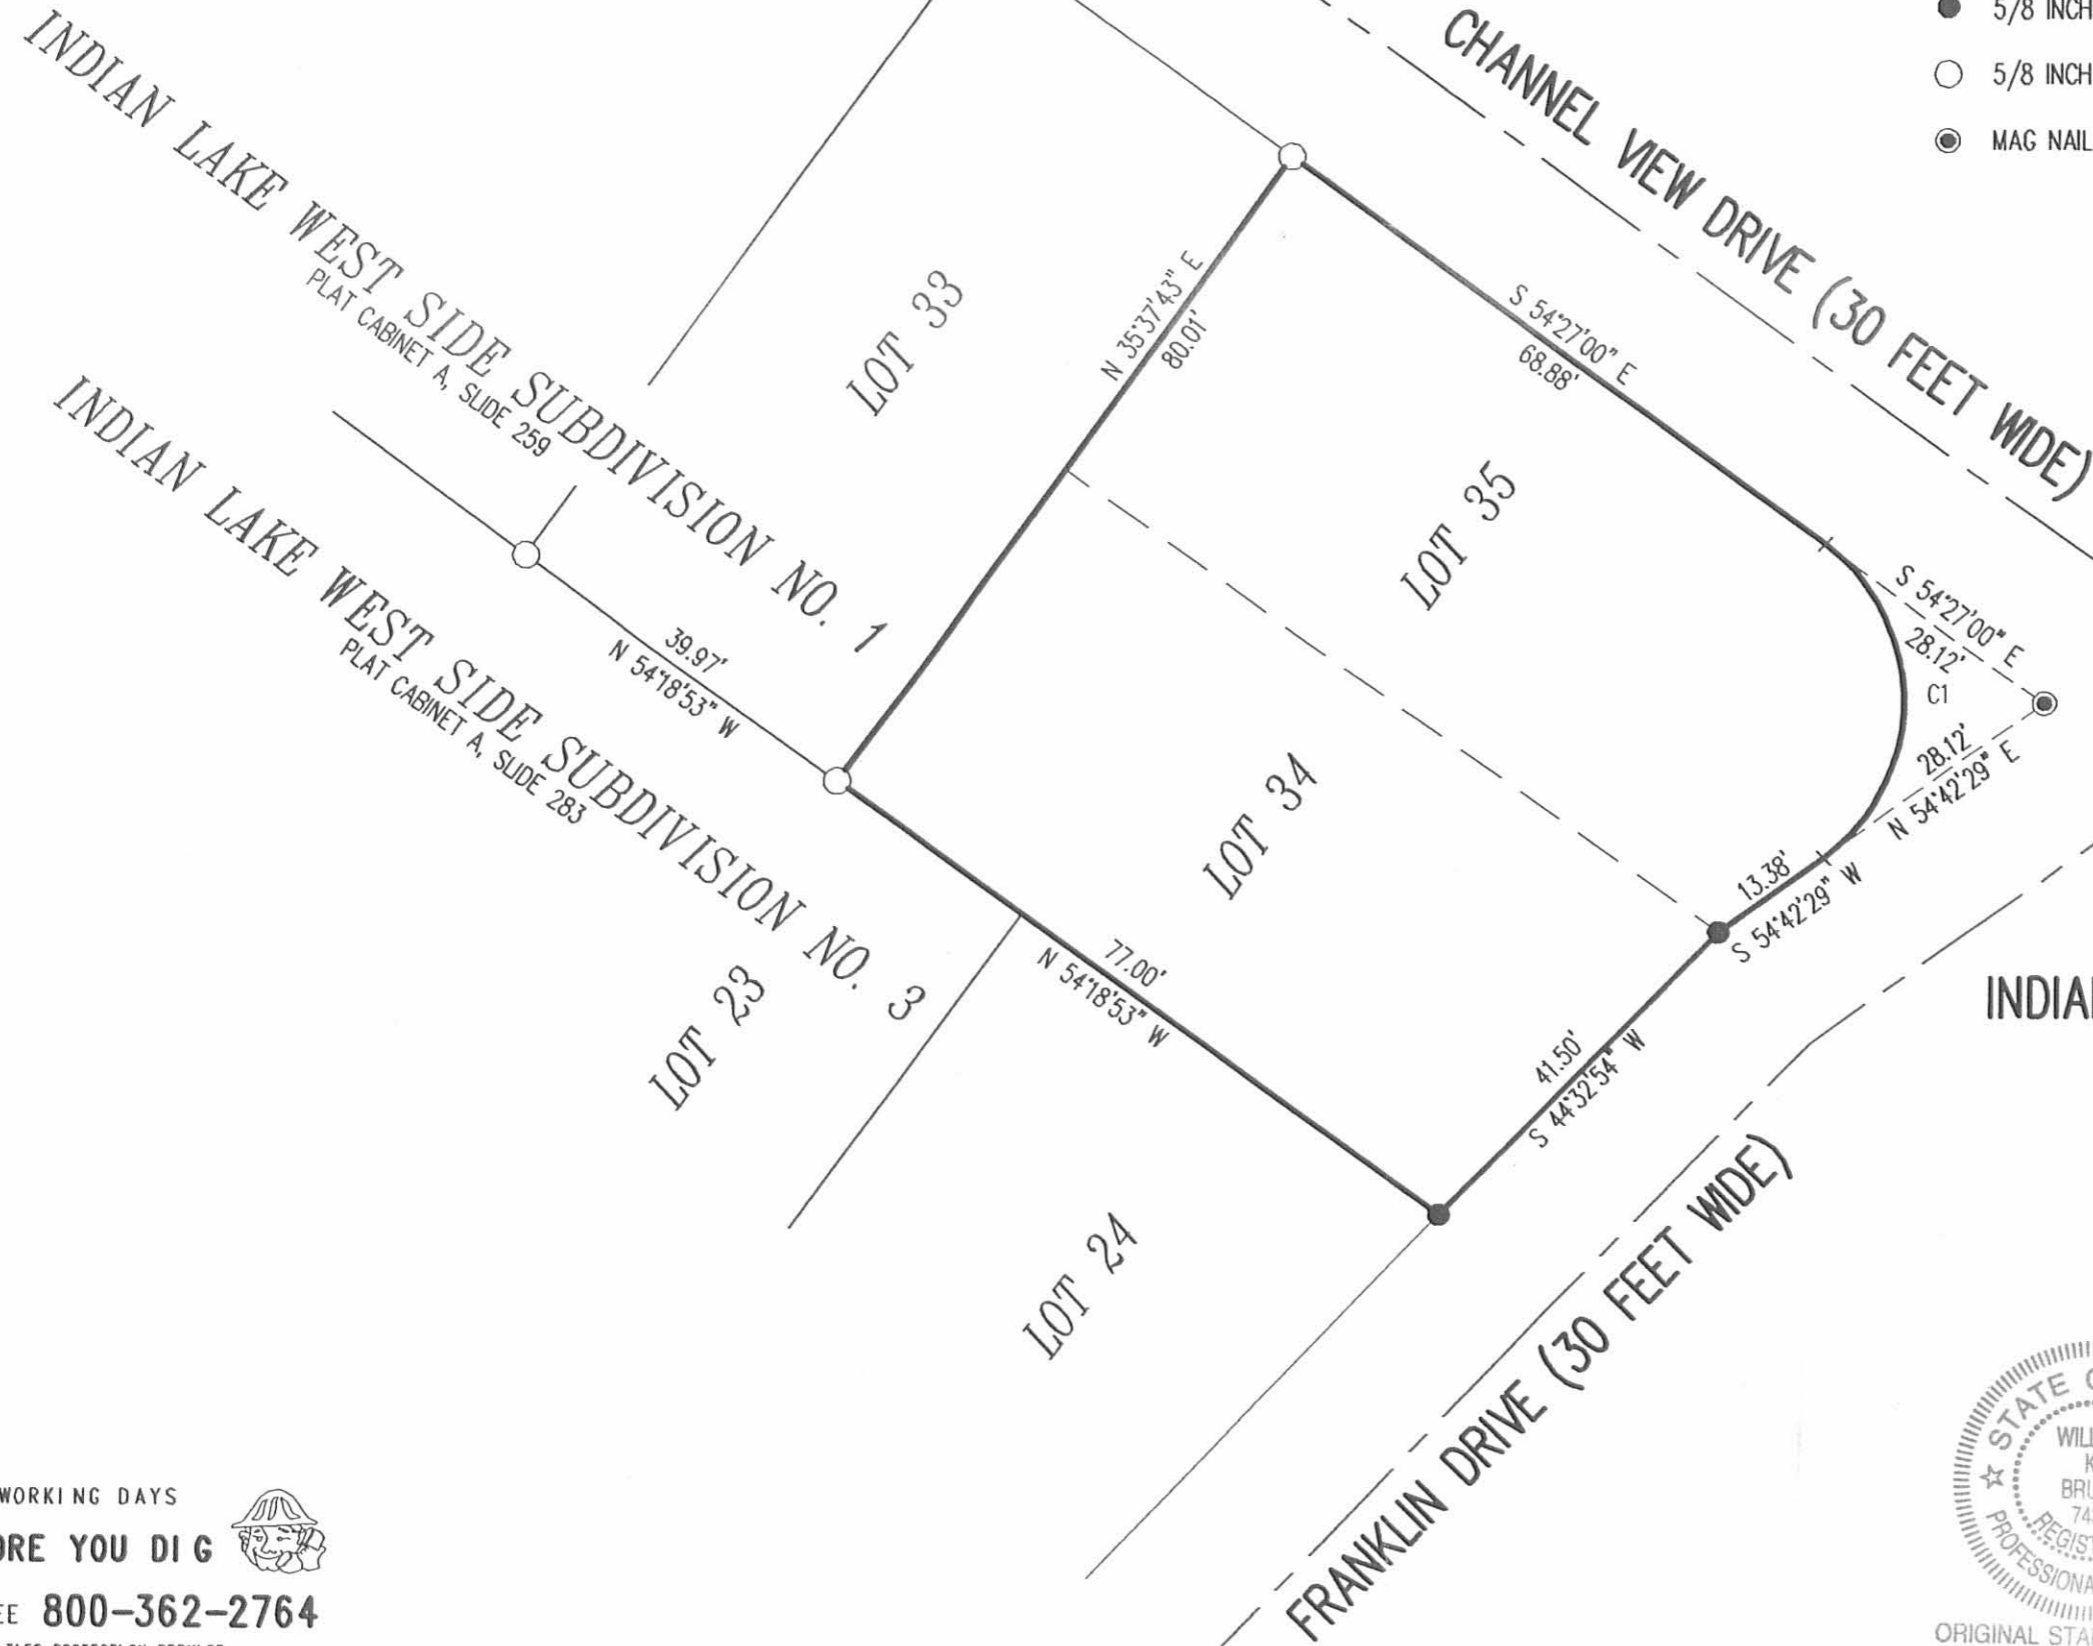 5/8 INCH
5/8 INCH
MAG NAIL
CHANNEL VIEW DRIVE (30 FEET WIDE)
INDIAN LAKE WEST SIDE SUBDIVISION NO. 1
PLAT CABINET A, SLIDE 259
INDIAN LAKE WEST SIDE SUBDIVISION NO. 3
PLAT CABINET A, SLIDE 283
LOT 33
N 35°37'43" E
80.01'
S 54°27'00" E
68.88'
LOT 35
S 54°27'00" E
28.12'
C1
28.12'
N 54°42'29" E
39.97'
N 54°18'53" W
LOT 34
13.38'
S 54°42'29" W
77.00'
N 54°18'53" W
LOT 23
41.50'
S 44°32'54" W
LOT 24
FRANKLIN DRIVE (30 FEET WIDE)
WORKING DAYS
YOU DIG
800-362-2764
STATE
PROFESSIONA
REGIST
ORIGINAL STA